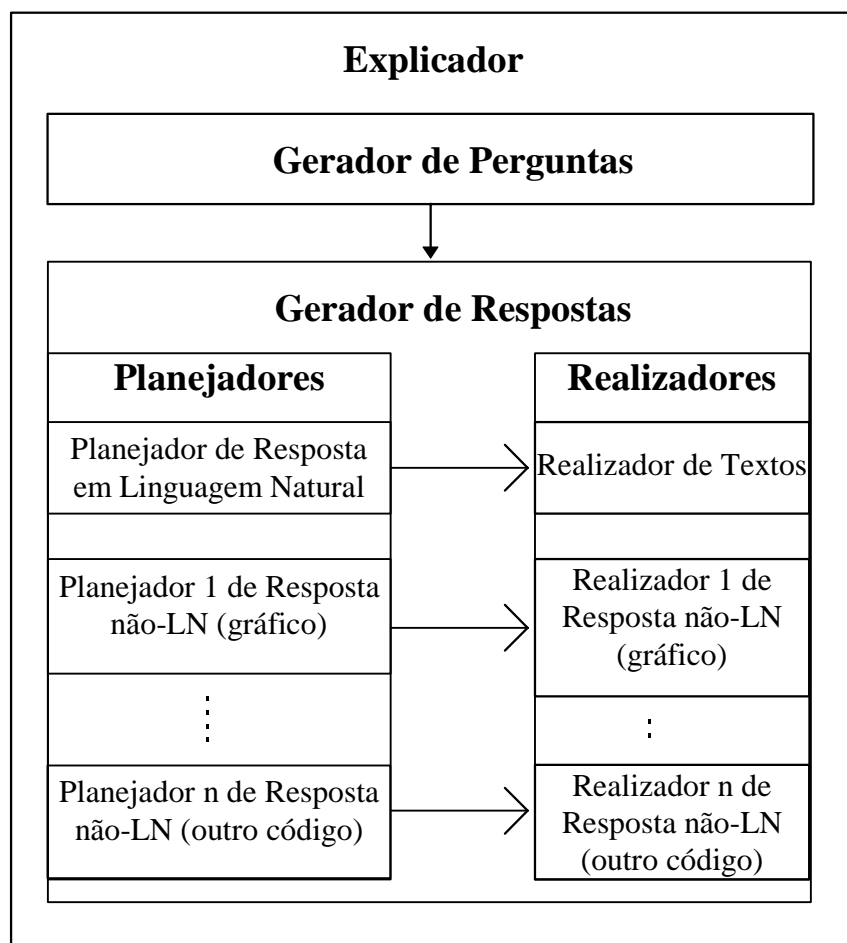 Explicador
Gerador de Perguntas
Gerador de Respostas
Planejadores
Realizadores
Planejador de Resposta
em Linguagem Natural
Realizador de Textos
Planejador 1 de Resposta
não-LN (gráfico)
Realizador 1 de
Resposta não-LN
(gráfico)
Planejador n de Resposta
não-LN (outro código)
Realizador n de
Resposta não-LN
(outro código)